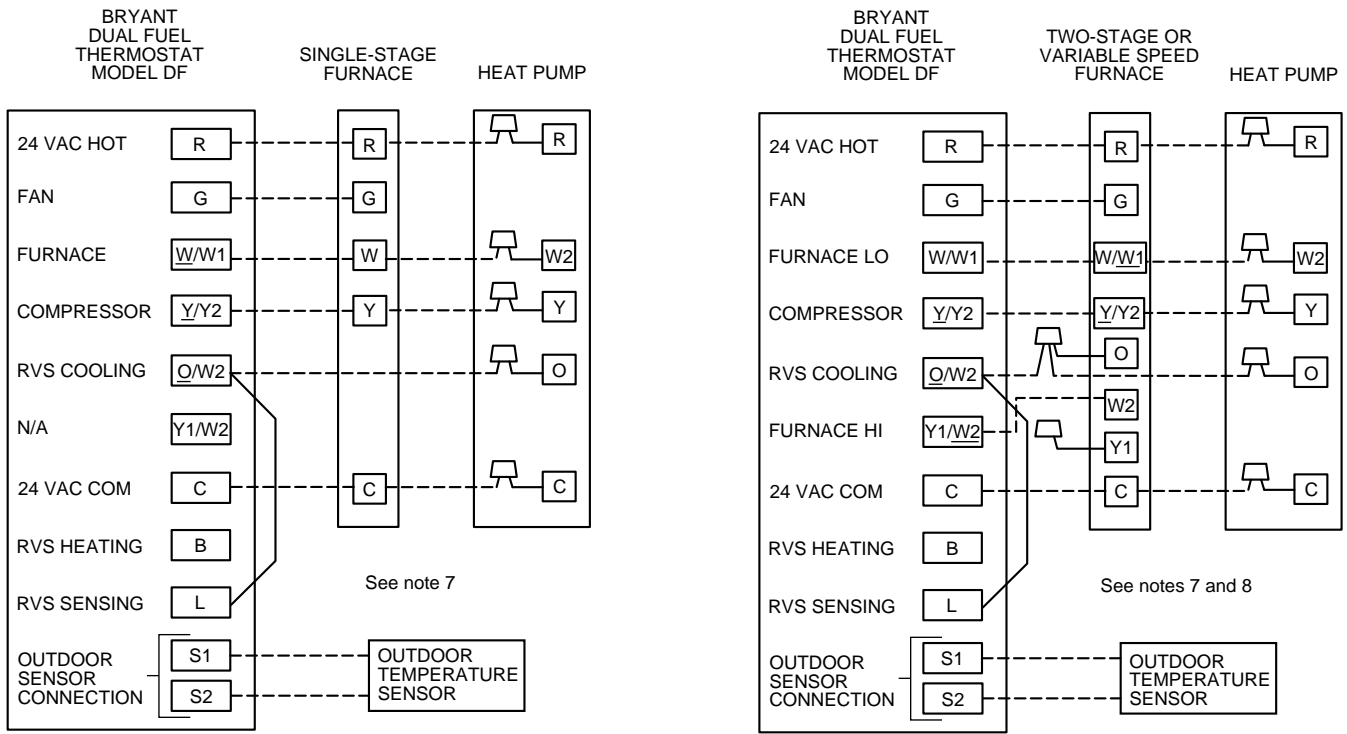 BRYANT
DUAL FUEL
THERMOSTAT
MODEL DF
SINGLE-STAGE
FURNACE
HEAT PUMP
24 VAC HOT R R R
FAN G G
FURNACE W/W1 W W2
COMPRESSOR Y/Y2 Y Y
RVS COOLING O/W2 O
N/A Y1/W2
24 VAC COM C C C
RVS HEATING B
RVS SENSING L
See note 7
OUTDOOR
SENSOR
CONNECTION
S1
S2
OUTDOOR
TEMPERATURE
SENSOR
BRYANT
DUAL FUEL
THERMOSTAT
MODEL DF
TWO-STAGE OR
VARIABLE SPEED
FURNACE
HEAT PUMP
24 VAC HOT R R R
FAN G G
FURNACE LO W/W1 W/W1 W2
COMPRESSOR Y/Y2 Y/Y2 Y
O
RVS COOLING O/W2 O
W2
FURNACE HI Y1/W2
Y1
24 VAC COM C C C
RVS HEATING B
RVS SENSING L
See notes 7 and 8
OUTDOOR
SENSOR
CONNECTION
S1
S2
OUTDOOR
TEMPERATURE
SENSOR